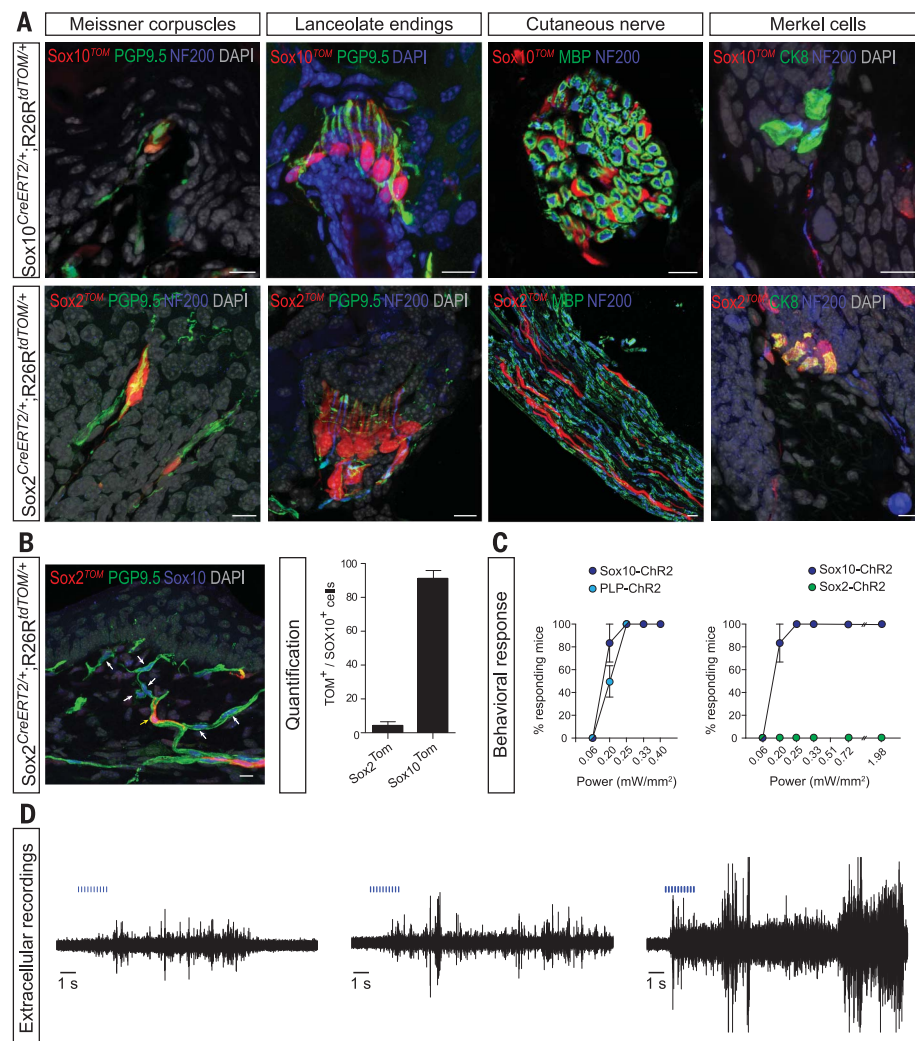 A
Meissner corpuscles
Lanceolate endings
Cutaneous nerve
Merkel cells
Sox10CreERT2/+;R26RtdTOM/+
Sox10TOM PGP9.5 NF200 DAPI
Sox10TOM PGP9.5 DAPI
Sox10TOM MBP
Sox10TOM CK8 NF200 DAPI
Sox2CreERT2/+;R26RtdTOM/+
Sox2TOM PGP9.5 NF200 DAPI
Sox2TOM PGP9.5 NF200 DAPI
Sox2TOM MBP NF200
Sox2TOM CK8 NF200 DAPI
B
Sox2CreERT2/+;R26RtdTOM/+
Sox2TOM PGP9.5 Sox10 DAPI
Quantification
TOM+ / SOX10+ cells
100
80
60
40
20
0
Sox2Tom
Sox10Tom
C
Behavioral response
Sox10-ChR2
PLP-ChR2
% responding mice
100
80
60
40
20
0
0.06
0.20
0.25
0.33
0.40
Power (mW/mm²)
Sox10-ChR2
Sox2-ChR2
% responding mice
100
80
60
40
20
0
0.06
0.20
0.25
0.33
0.51
0.72
1.98
Power (mW/mm²)
D
Extracellular recordings
1 s
1 s
1 s